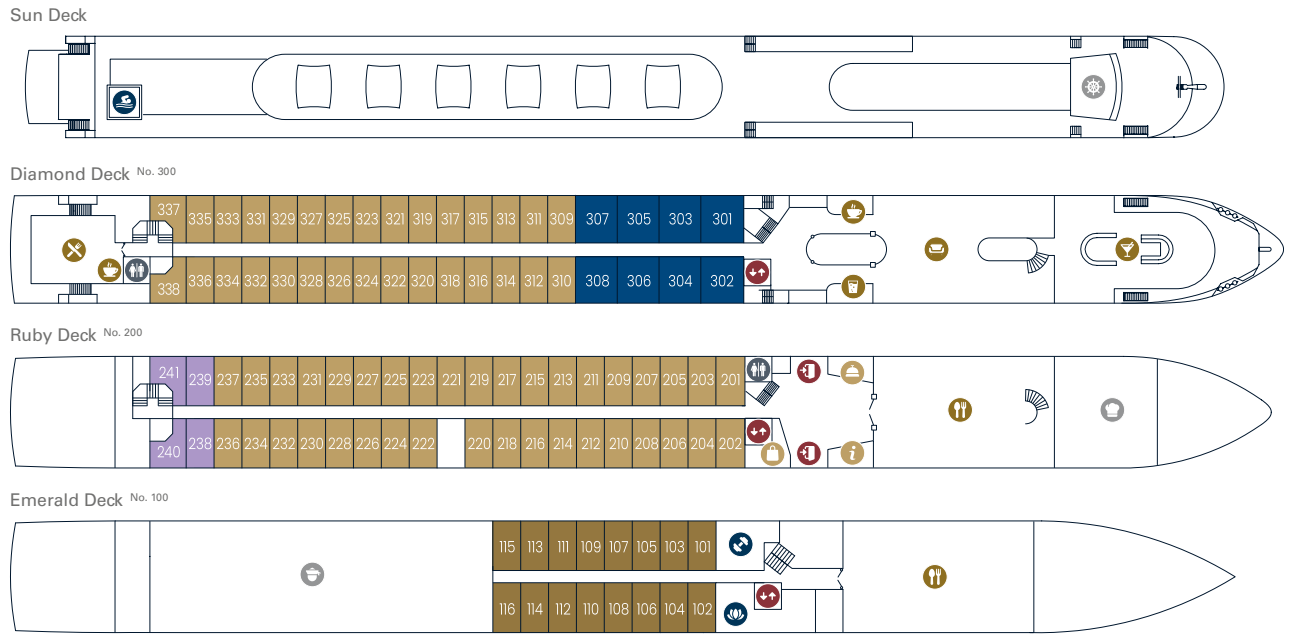 Sun Deck
Diamond Deck No. 300
337 335 333 331 329 327 325 323 321 319 317 315 313 311 309 307 305 303 301
338 336 334 332 330 328 326 324 322 320 318 316 314 312 310 308 306 304 302
Ruby Deck No. 200
241 239 237 235 233 231 229 227 225 223 221 219 217 215 213 211 209 207 205 203 201
240 238 236 234 232 230 228 226 224 222 220 218 216 214 212 210 208 206 204 202
i
Emerald Deck No. 100
115 113 111 109 107 105 103 101
116 114 112 110 108 106 104 102